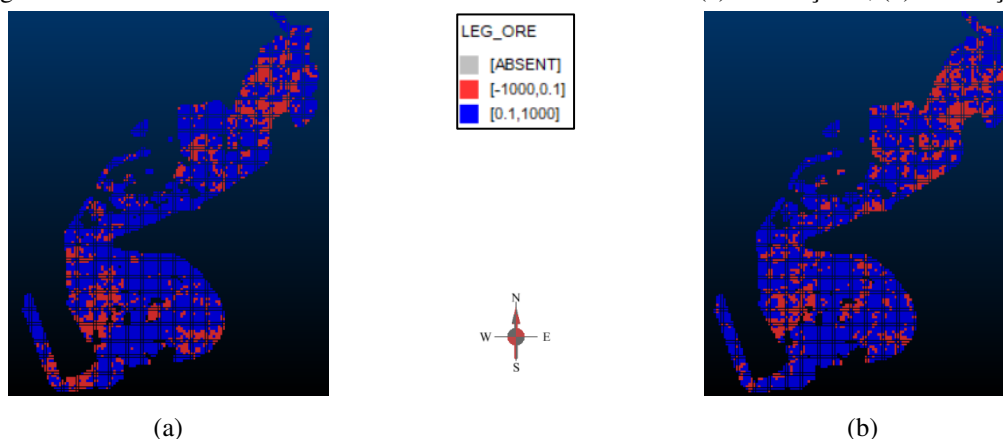 LEG_ORE
[ABSENT]
[-1000,0.1]
[0.1,1000]
N
W
E
S
(a)
(b)